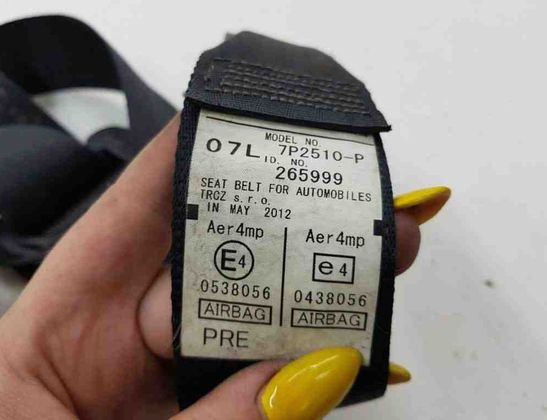 MODEL NO.
07L 7P2510-P
ID. NO.
265999
SEAT BELT FOR AUTOMOBILES
TRCZ s.r.o.
IN MAY 2012
Aer4mp Aer4mp
E4 e4
0538056 0438056
AIRBAG AIRBAG
PRE